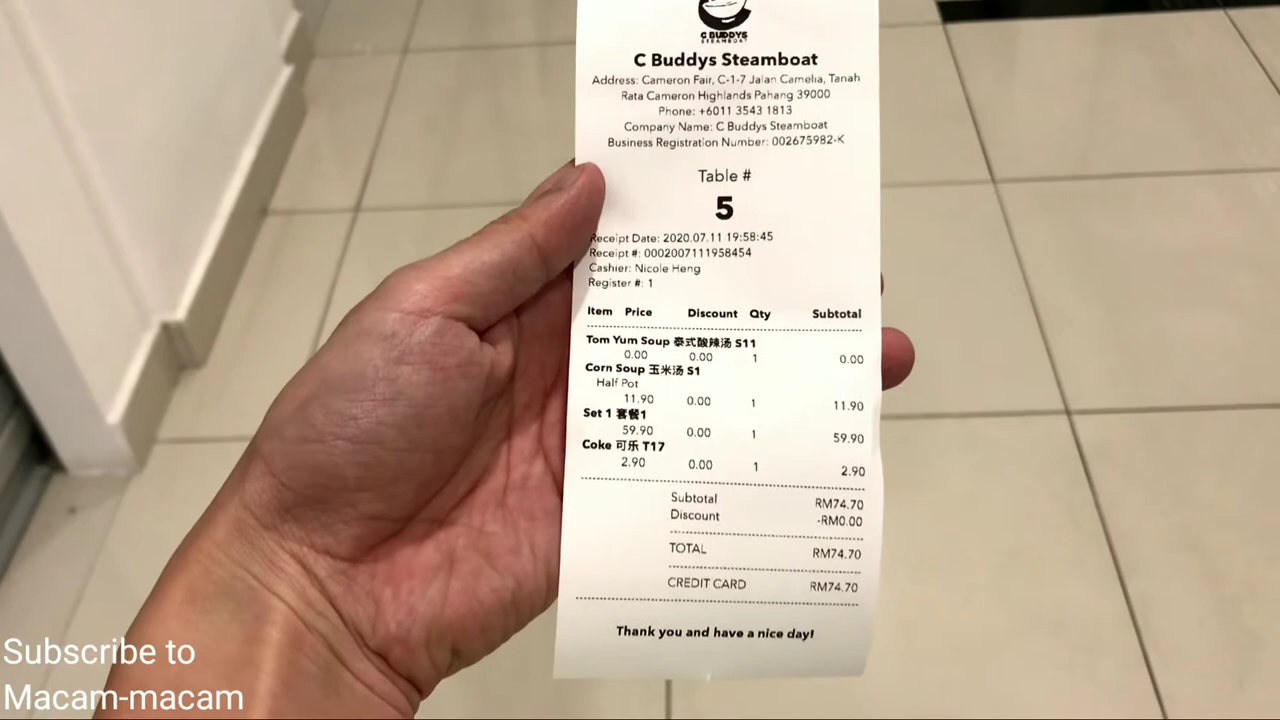 C BUDDYS
STEAMBOAT
C Buddys Steamboat
Address: Cameron Fair, C-1-7 Jalan Camelia, Tanah
Rata Cameron Highlands Pahang 39000
Phone: +6011 3543 1813
Company Name: C Buddys Steamboat
Business Registration Number: 002675982-K
Table #
5
Receipt Date: 2020.07.11 19:58:45
Receipt #: 0002007111958454
Cashier: Nicole Heng
Register #: 1
Item Price Discount Qty Subtotal
Tom Yum Soup 泰式酸辣汤 S11
0.00 0.00 1 0.00
Corn Soup 玉米汤 S1
Half Pot
11.90 0.00 1 11.90
Set 1 套餐1
59.90 0.00 1 59.90
Coke 可乐 T17
2.90 0.00 1 2.90
Subtotal RM74.70
Discount -RM0.00
TOTAL RM74.70
CREDIT CARD RM74.70
Thank you and have a nice day!
Subscribe to
Macam-macam